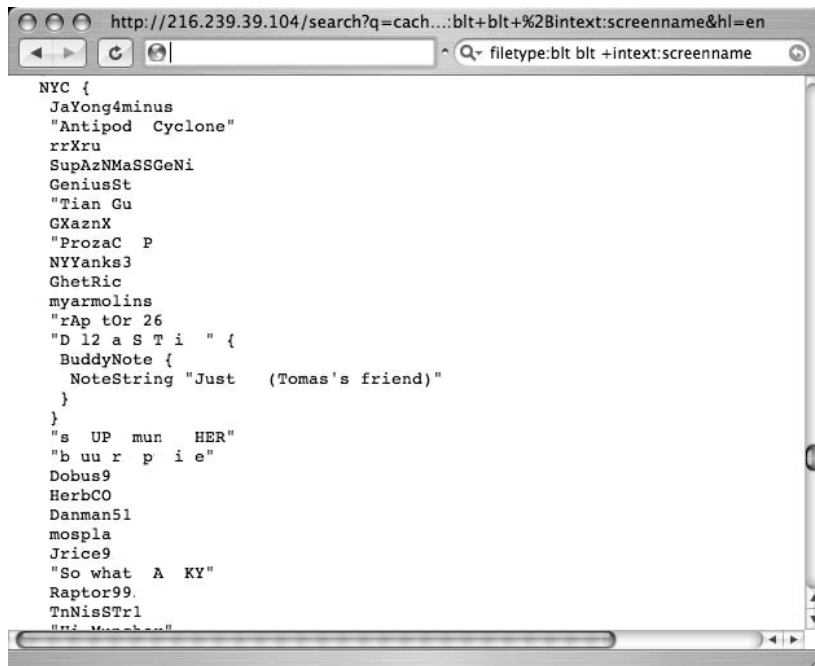 http://216.239.39.104/search?q=cach...:blt+blt+%2Bintext:screenname&hl=en
filetype:blt blt +intext:screenname
NYC {
JaYong4minus
"Antipod Cyclone"
rrXru
SupAzNMaSSGeNi
GeniusSt
"Tian Gu
GXaznX
"ProzaC P
NYYanks3
GhetRic
myarmolins
"rAp tOr 26
"D l2 a S T i " {
BuddyNote {
NoteString "Just (Tomas's friend)"
}
}
"s UP mun HER"
"b uu r p i e"
Dobus9
HerbCO
Danman51
mospla
Jrice9
"So what A KY"
Raptor99.
TnNisSTr1